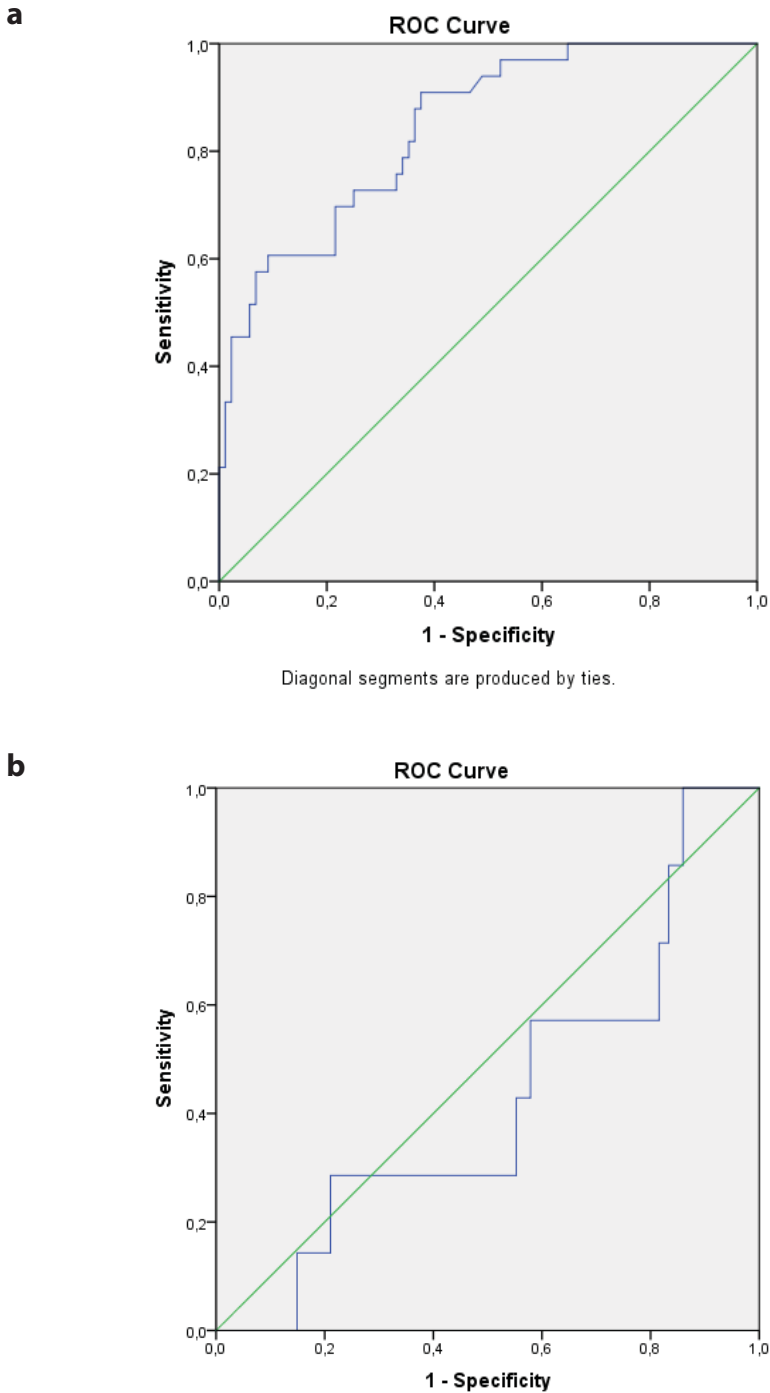 a
ROC Curve
1,0
0,8
0,6
0,4
0,2
0,0
Sensitivity
0,0 0,2 0,4 0,6 0,8 1,0
1 - Specificity
Diagonal segments are produced by ties.
b
ROC Curve
1,0
0,8
0,6
0,4
0,2
0,0
Sensitivity
0,0 0,2 0,4 0,6 0,8 1,0
1 - Specificity